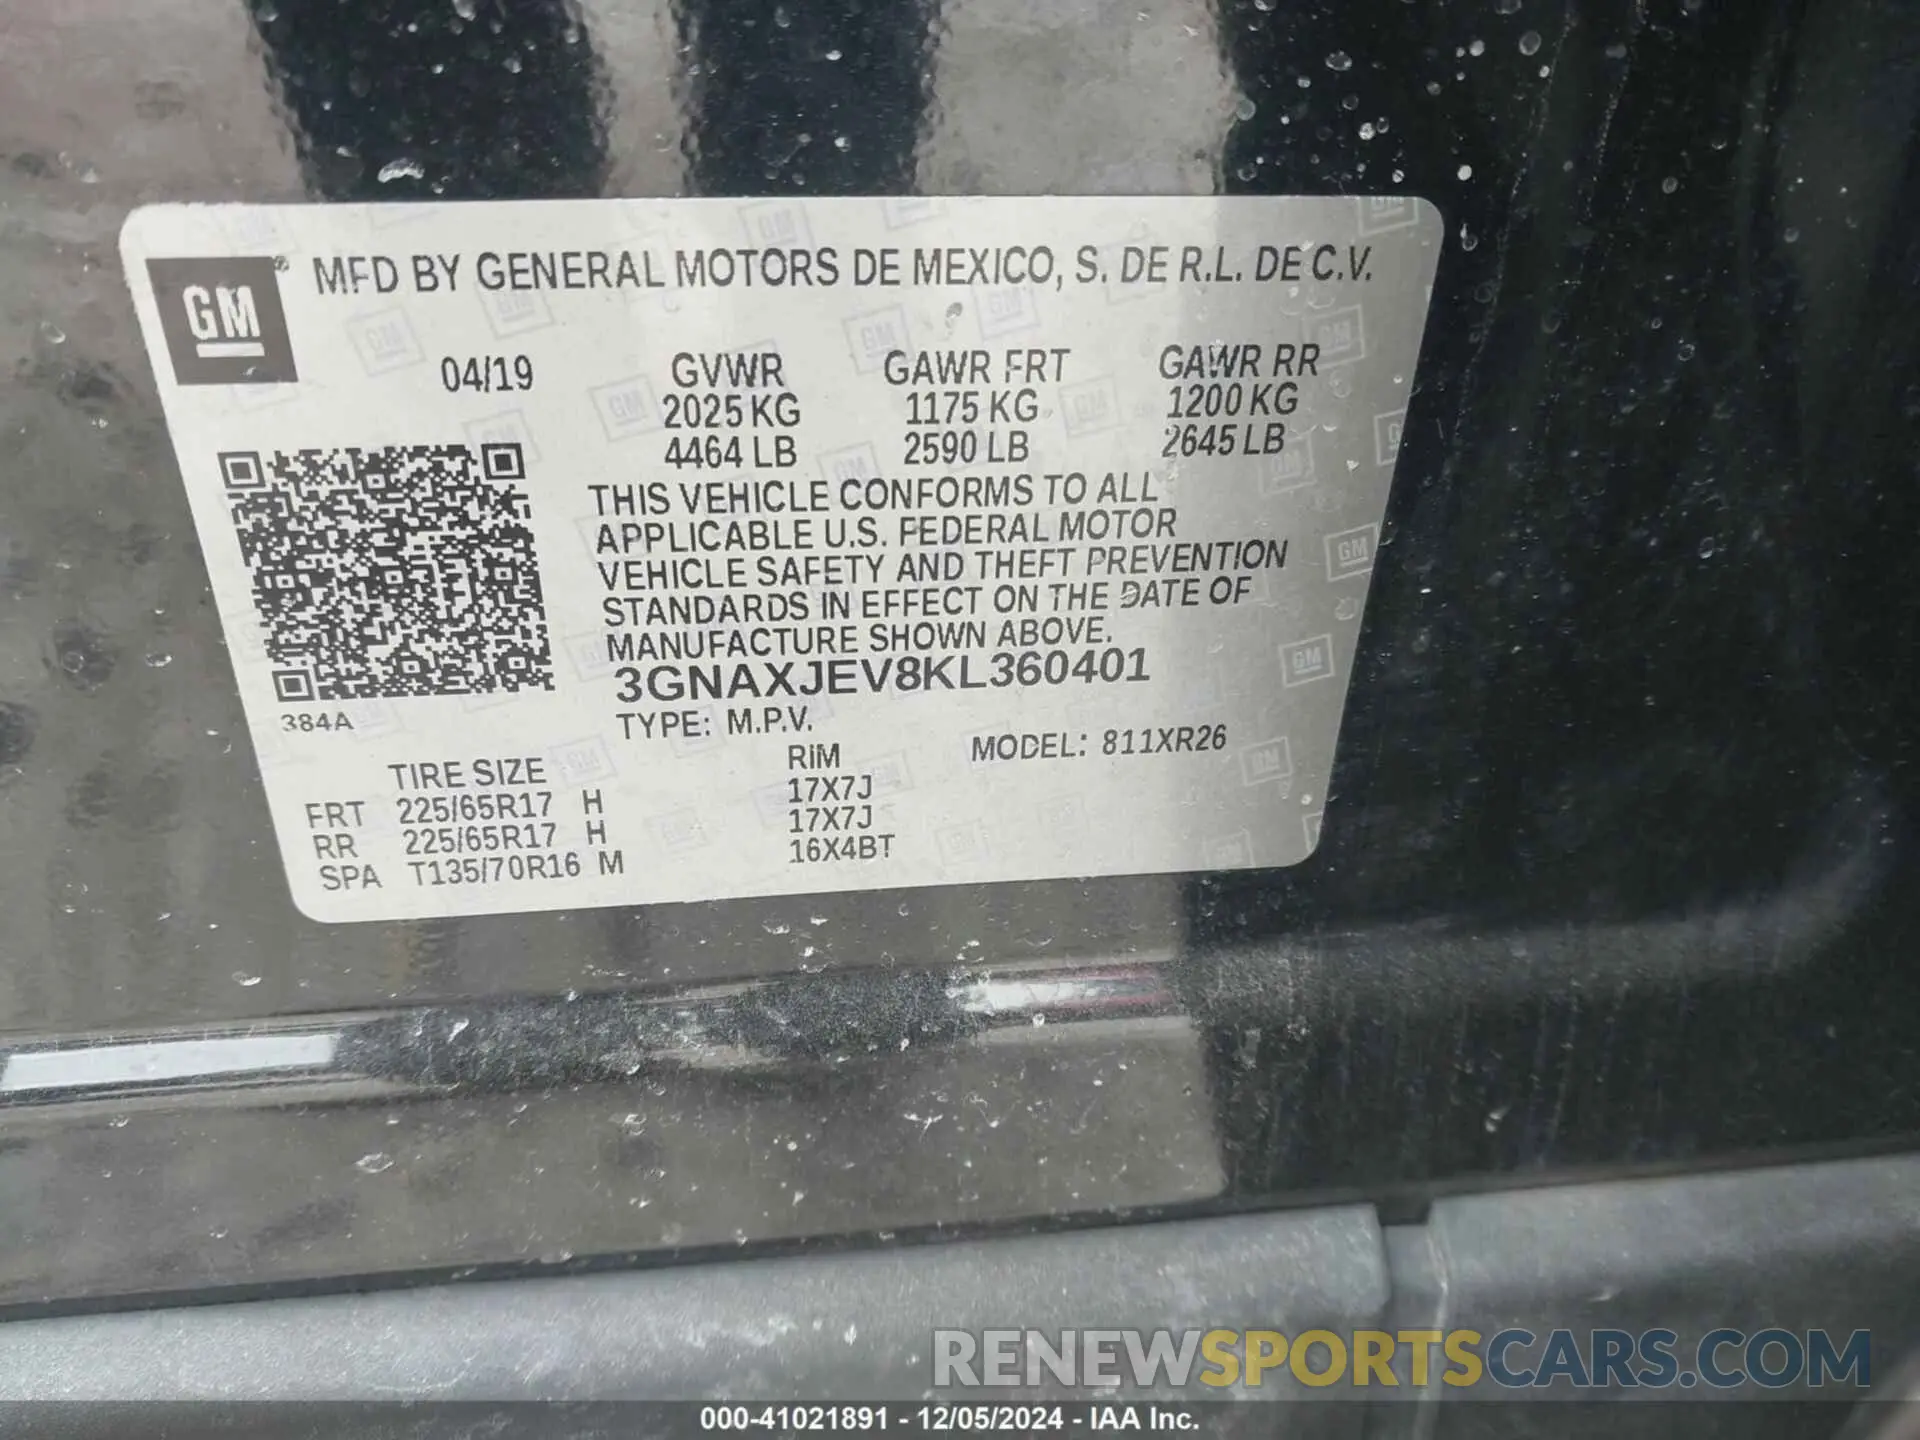 GM ® MFD BY GENERAL MOTORS DE MEXICO, S. DE R.L. DE C.V.
04/19 GVWR GAWR FRT GAWR RR
2025 KG 1175 KG 1200 KG
4464 LB 2590 LB 2645 LB
THIS VEHICLE CONFORMS TO ALL
APPLICABLE U.S. FEDERAL MOTOR
VEHICLE SAFETY AND THEFT PREVENTION
STANDARDS IN EFFECT ON THE DATE OF
MANUFACTURE SHOWN ABOVE.
3GNAXJEV8KL360401
384A
TYPE: M.P.V.
MODEL: 811XR26
TIRE SIZE RIM
FRT 225/65R17 H 17X7J
RR 225/65R17 H 17X7J
SPA T135/70R16 M 16X4BT
RENEWSPORTSCARS.COM
000-41021891 - 12/05/2024 - IAA Inc.